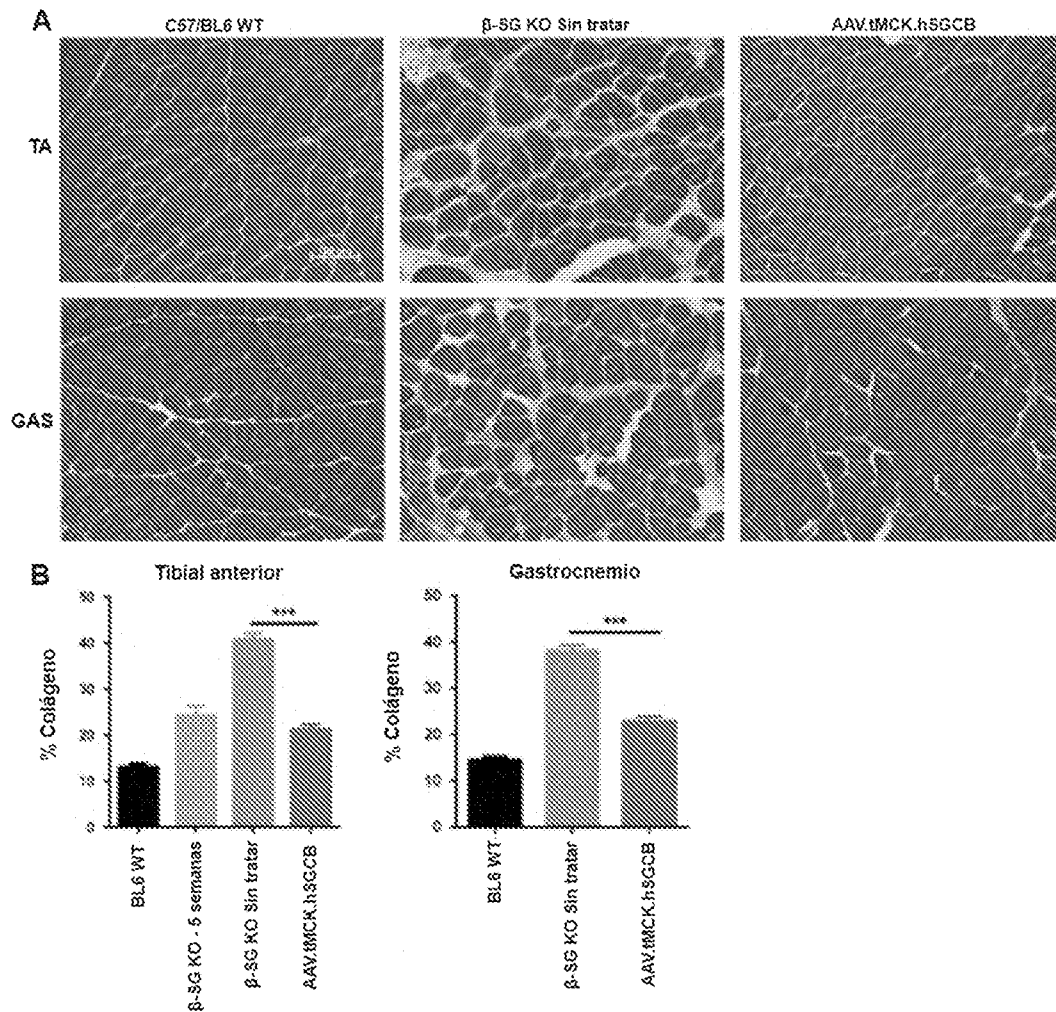 A
C57/BL6 WT
β-SG KO Sin tratar
AAV.tMCK.hSGCB
TA
GAS
B
Tibial anterior
Gastrocnemio
% Colágeno
50
40
30
20
10
0
***
BL6 WT
β-SG KO - 5 semanas
β-SG KO Sin tratar
AAV.tMCK.hSGCB
% Colágeno
50
40
30
20
10
0
***
BL6 WT
β-SG KO Sin tratar
AAV.tMCK.hSGCB